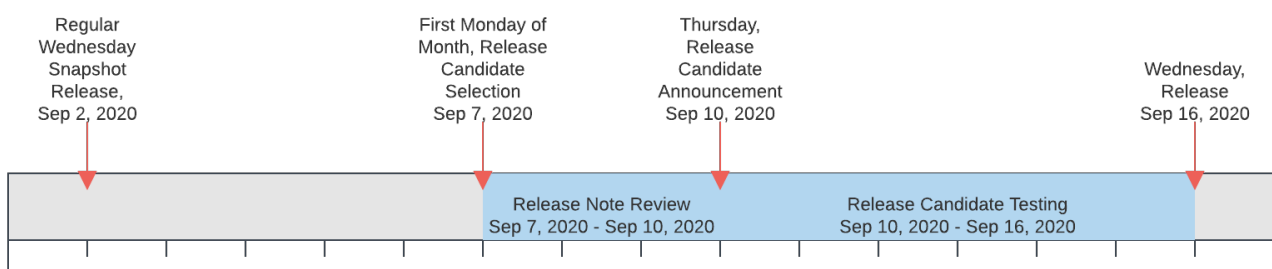 Regular
Wednesday
Snapshot
Release,
Sep 2, 2020
First Monday of
Month, Release
Candidate
Selection
Sep 7, 2020
Thursday,
Release
Candidate
Announcement
Sep 10, 2020
Wednesday,
Release
Sep 16, 2020
Release Note Review
Sep 7, 2020 - Sep 10, 2020
Release Candidate Testing
Sep 10, 2020 - Sep 16, 2020